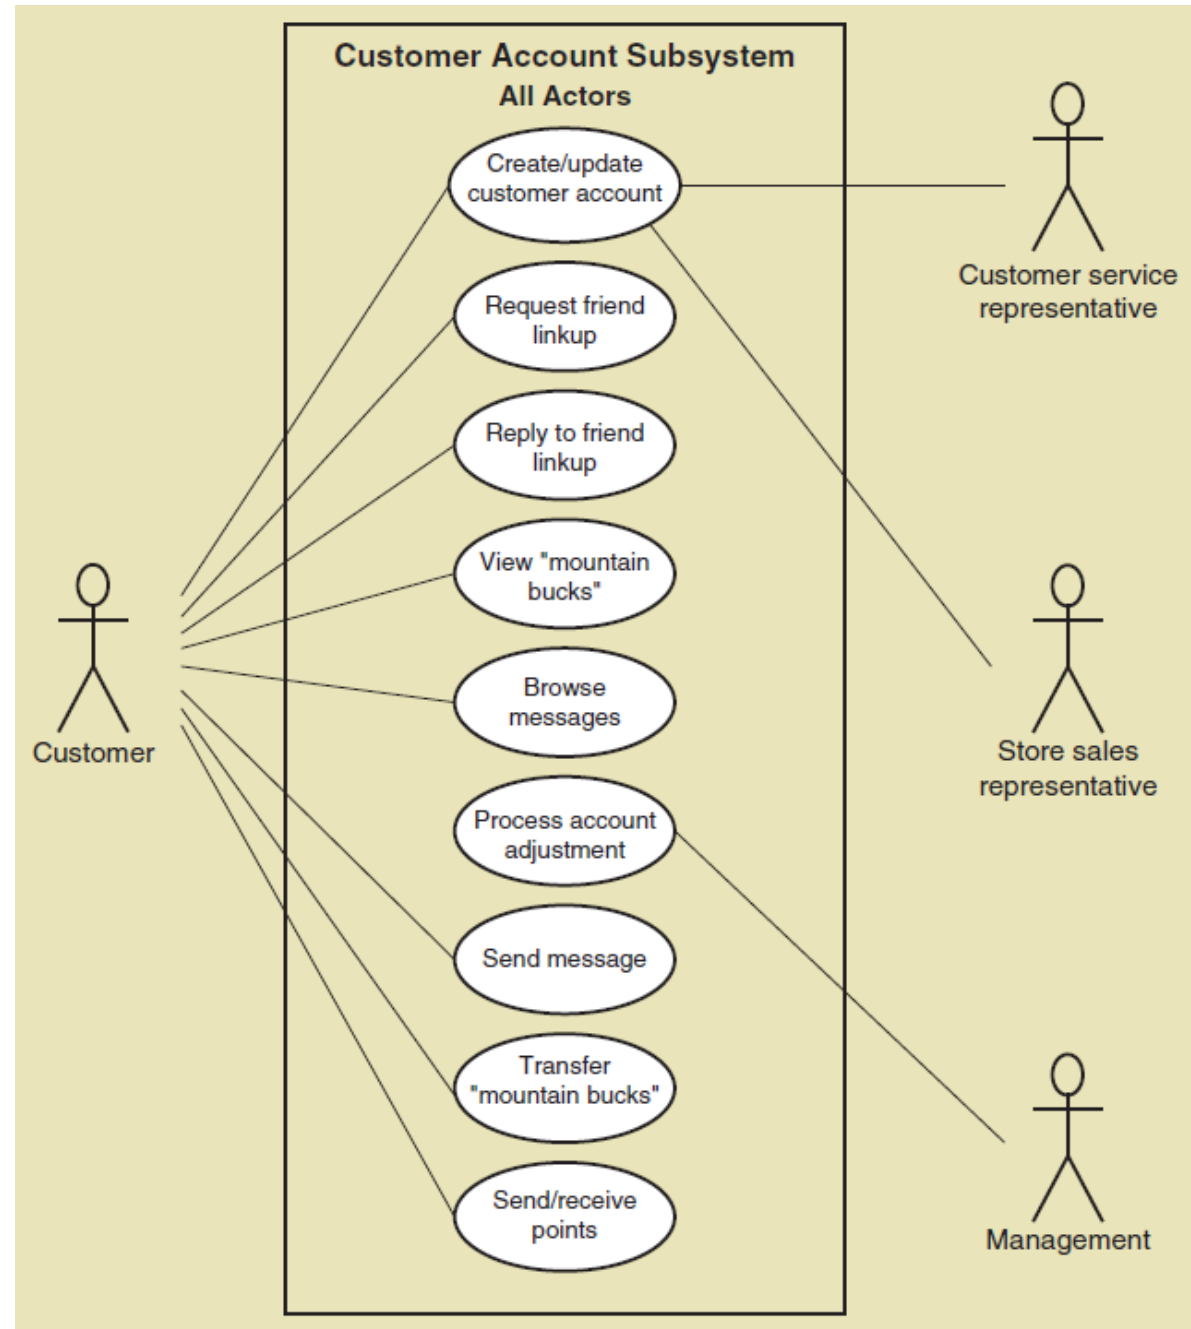 Customer Account Subsystem
All Actors
Create/update
customer account
Customer service
representative
Request friend
linkup
Reply to friend
linkup
View "mountain
bucks"
Browse
messages
Customer
Store sales
representative
Process account
adjustment
Send message
Transfer
"mountain bucks"
Send/receive
points
Management